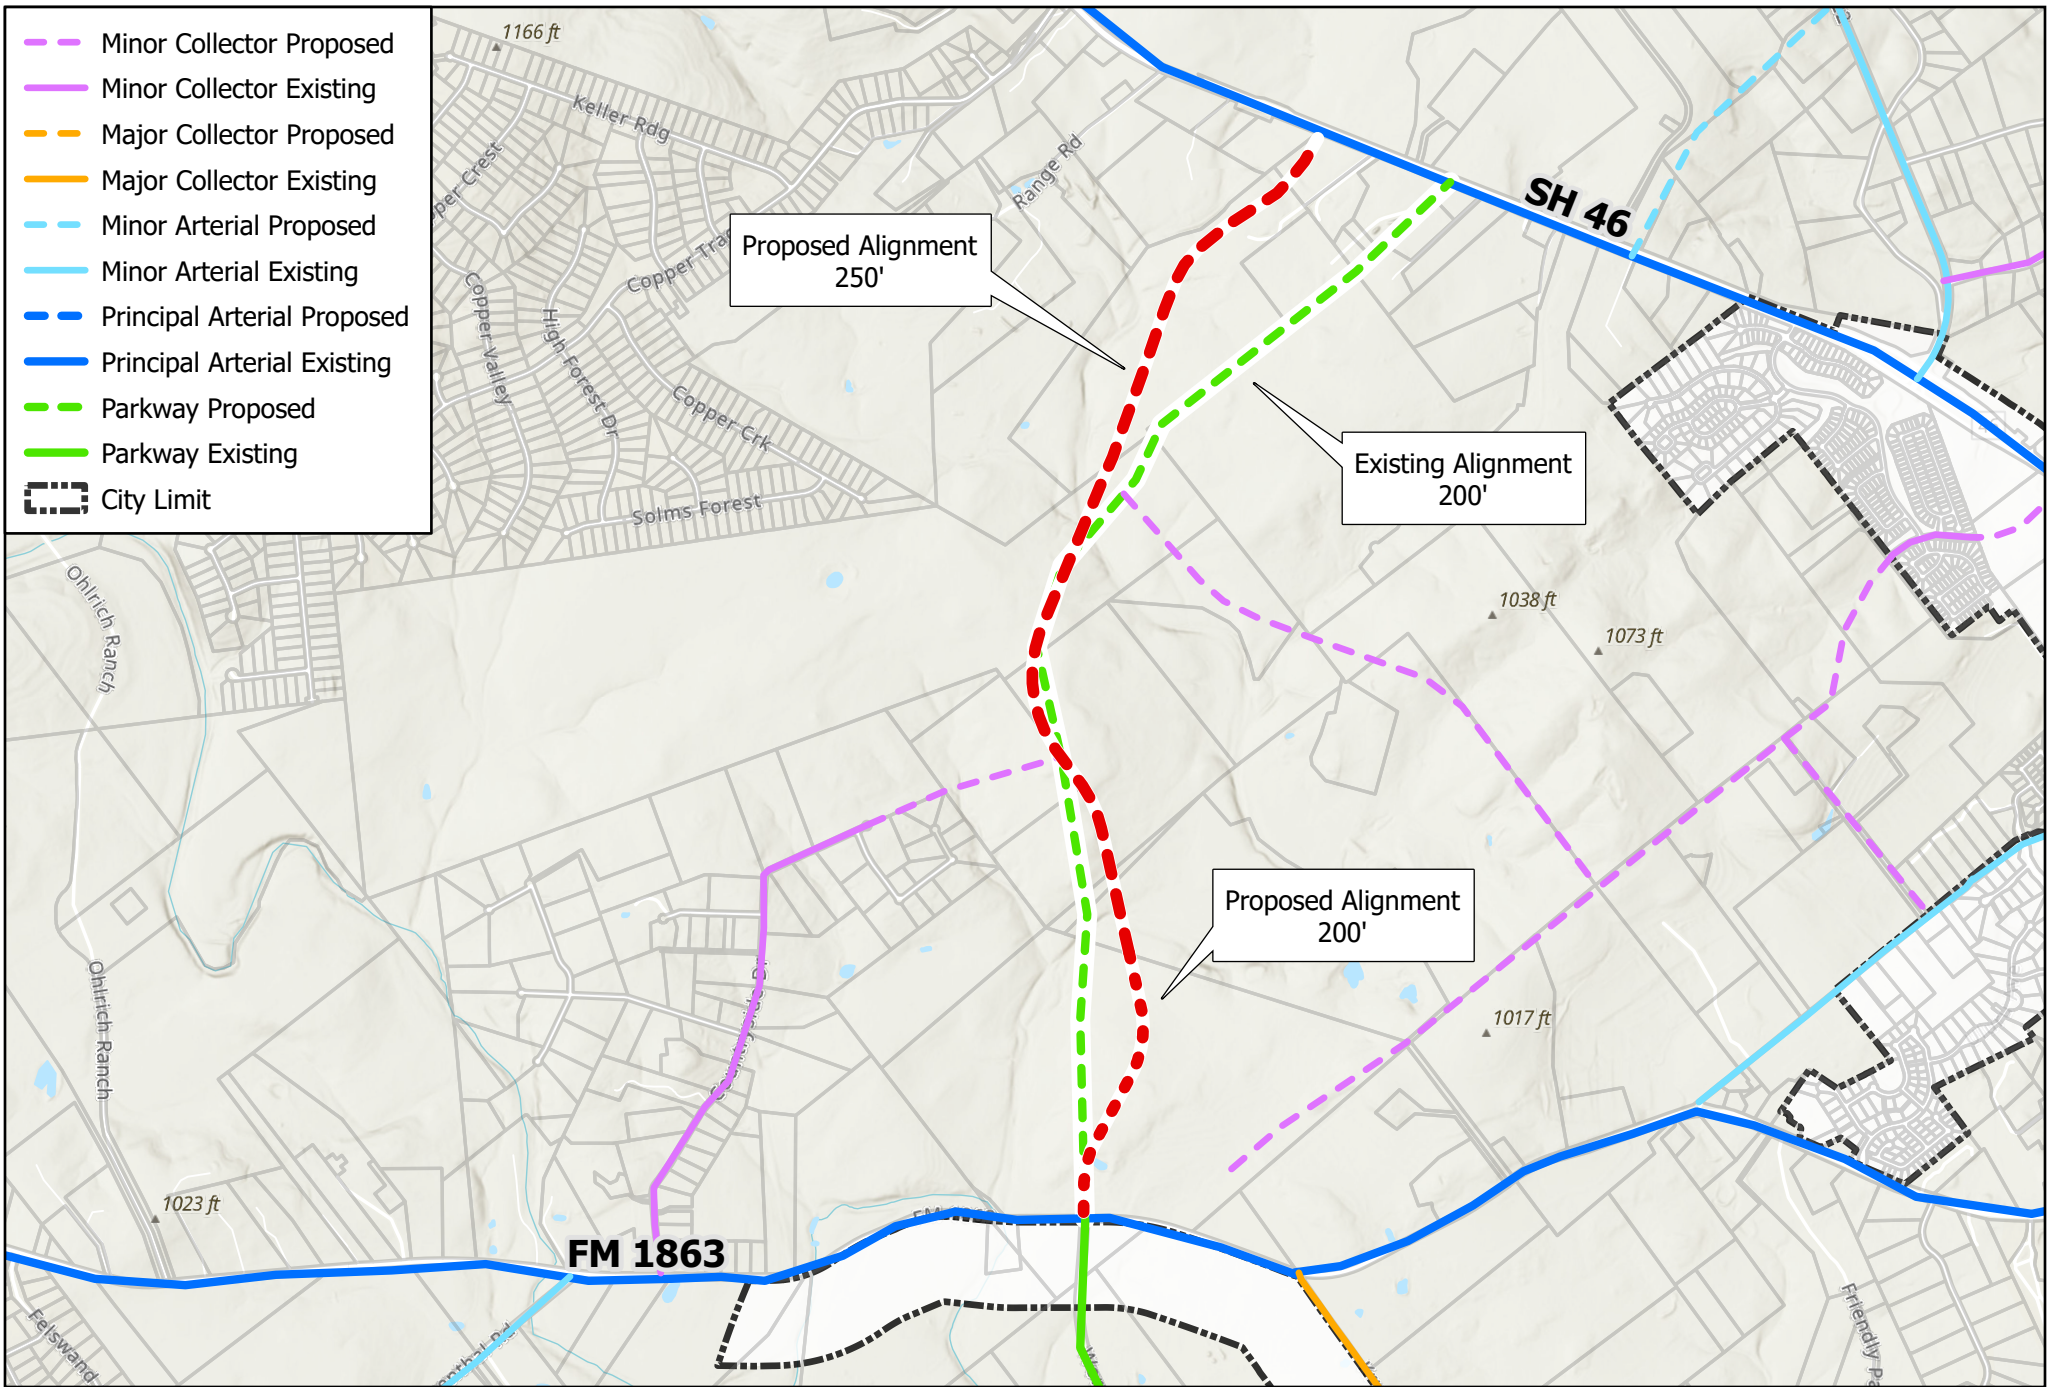 Minor Collector Proposed
Minor Collector Existing
Major Collector Proposed
Major Collector Existing
Minor Arterial Proposed
Minor Arterial Existing
Principal Arterial Proposed
Principal Arterial Existing
Parkway Proposed
Parkway Existing
City Limit
1166 ft
Keller Rdg
Range Rd
SH 46
Proposed Alignment
250'
Copper
Copper Valley
High Forest Dr
Copper Crk
Solms Forest
Existing Alignment
200'
Ohlrich Ranch
1038 ft
1073 ft
Proposed Alignment
200'
Ohlrich Ranch
1017 ft
1023 ft
FM 1863
Felswand
Friendly